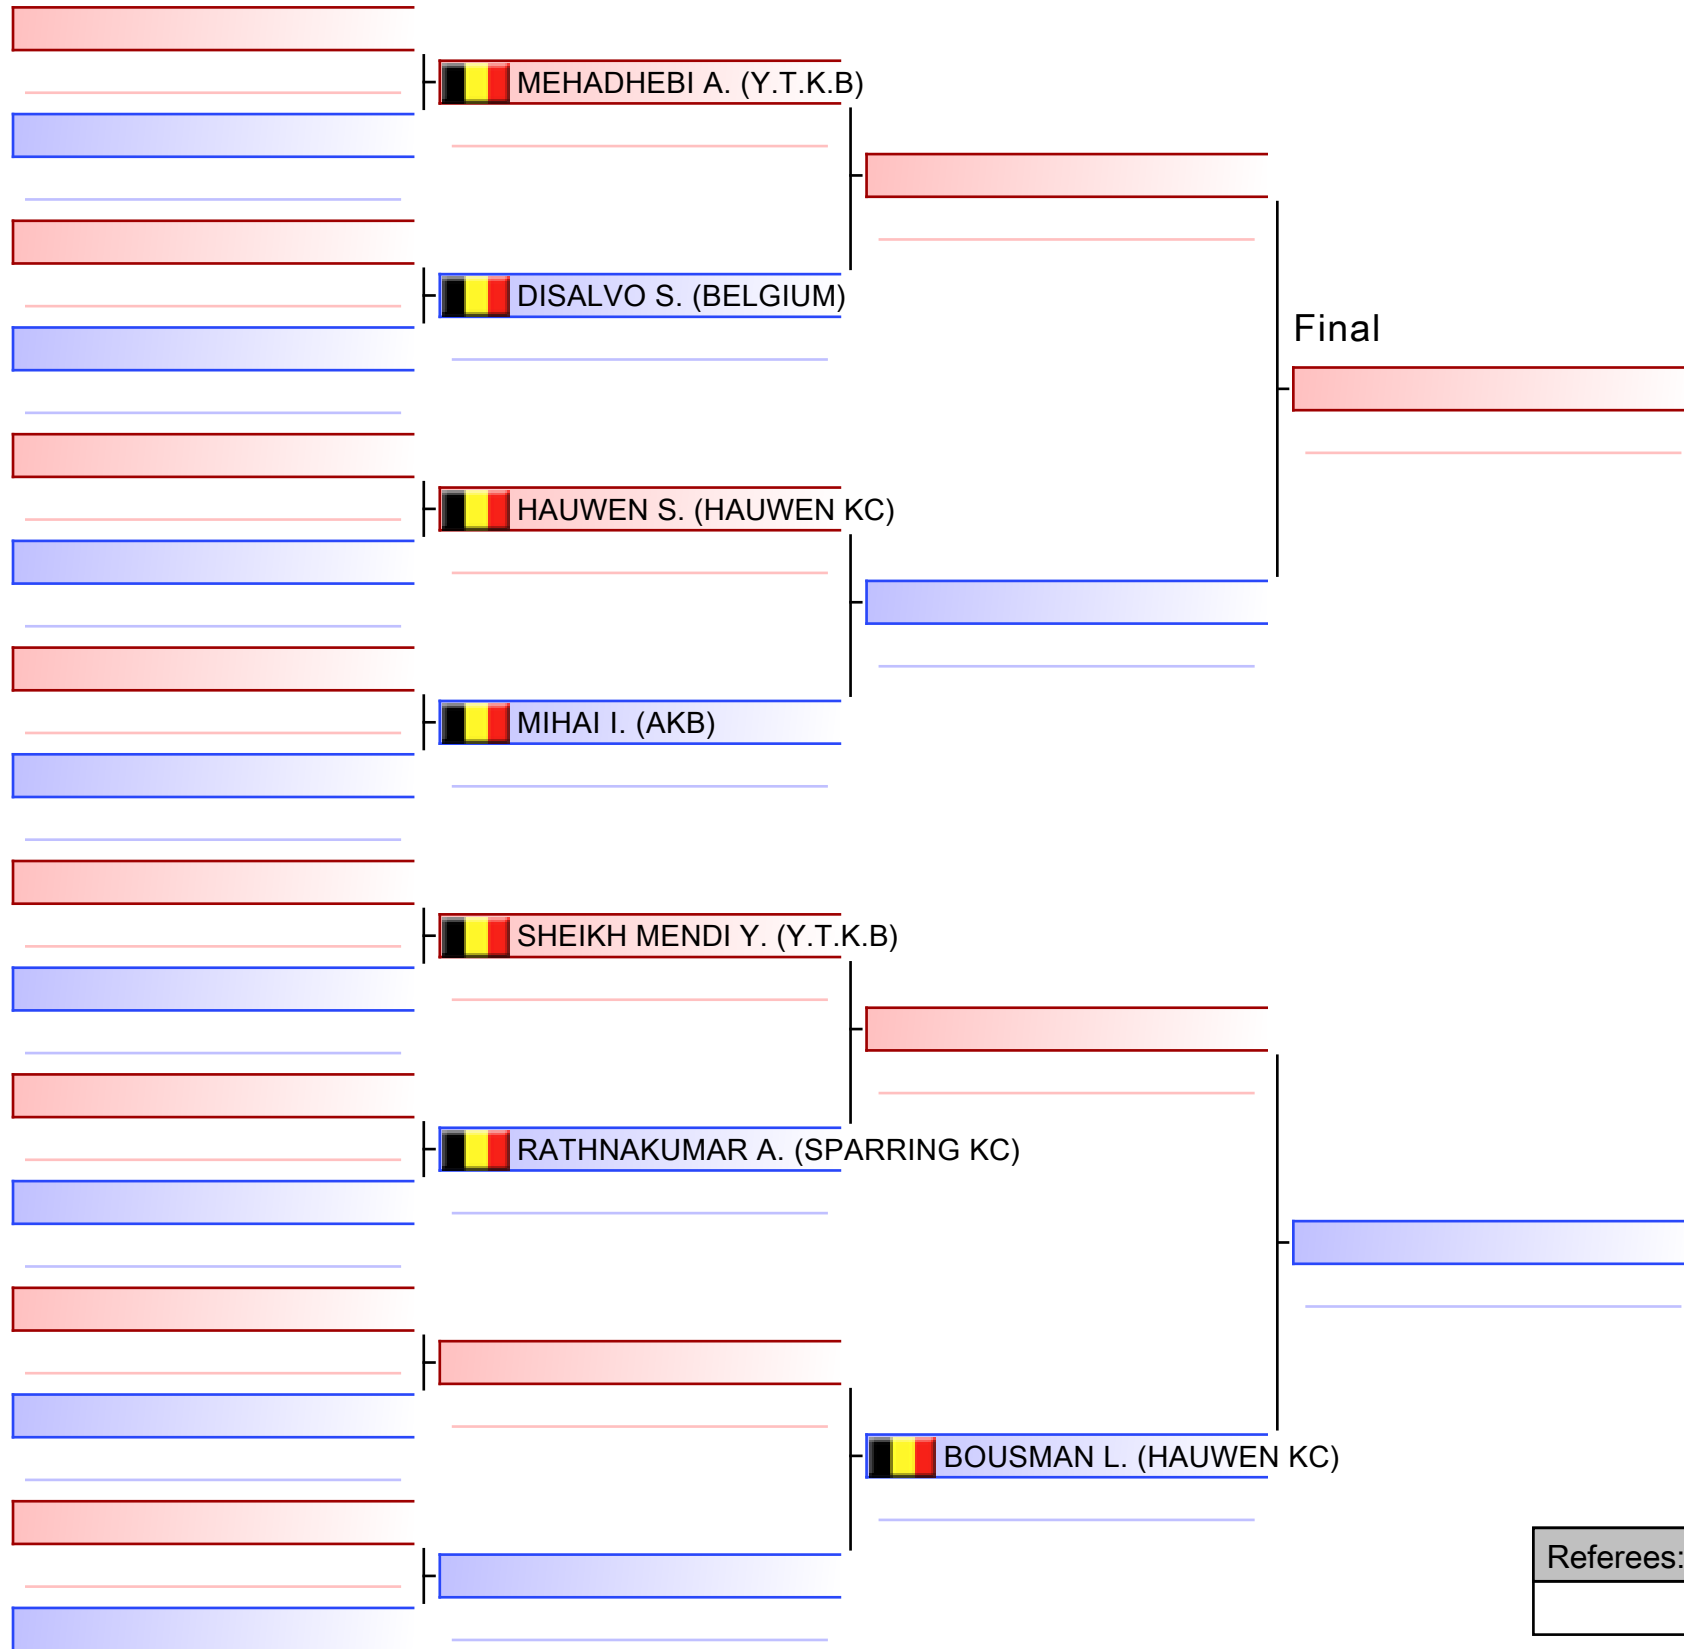 MEHADHEBI A. (Y.T.K.B)
DISALVO S. (BELGIUM)
Final
HAUWEN S. (HAUWEN KC)
MIHAI I. (AKB)
SHEIKH MENDI Y. (Y.T.K.B)
RATHNAKUMAR A. (SPARRING KC)
BOUSMAN L. (HAUWEN KC)
Referees: